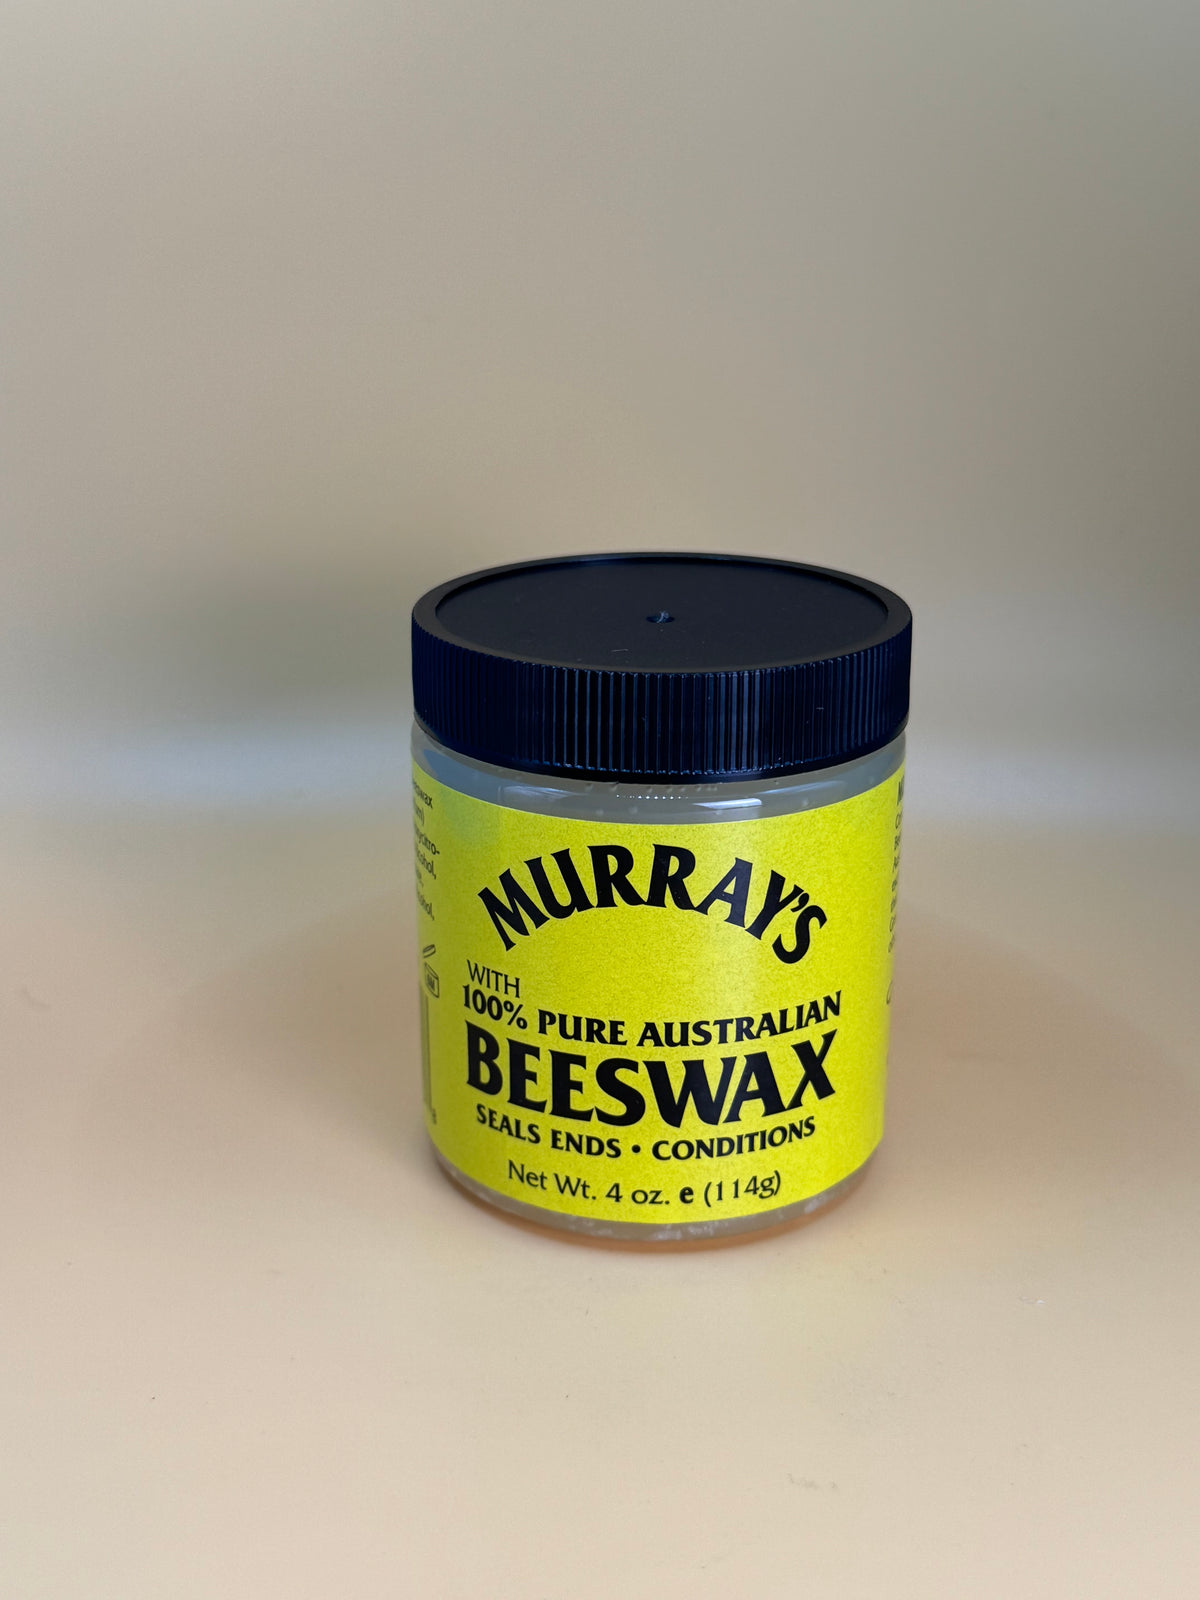 MURRAY'S
WITH
100% PURE AUSTRALIAN
BEESWAX
SEALS ENDS • CONDITIONS
Net Wt. 4 oz. e (114g)